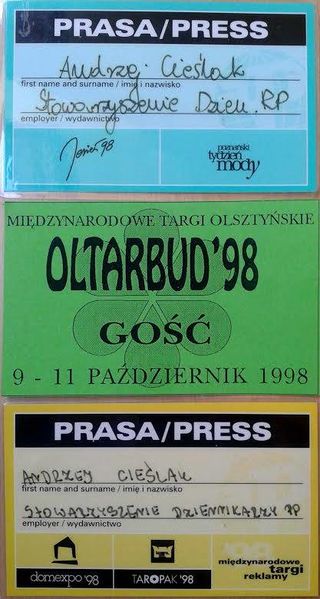 PRASA/PRESS
Andrzej Cieślak
first name and surname / imię i nazwisko
Stowarzyszenie Dzien. RP
employer / wydawnictwo
Jesień 98
poznański
tydzień
mody
MIĘDZYNARODOWE TARGI OLSZTYŃSKIE
OLTARBUD'98
GOŚĆ
9 - 11 PAŹDZIERNIK 1998
PRASA/PRESS
ANDRZEJ CIEŚLAK
first name and surname / imię i nazwisko
STOWARZYSZENIE DZIENNIKARZY RP
employer / wydawnictwo
domexpo '98
TAROPAK '98
międzynarodowe
targi
reklamy